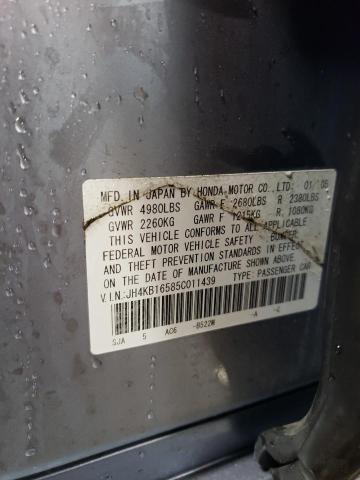 MFD. IN JAPAN BY HONDA MOTOR CO., LTD. 01/05
GVWR 4980LBS GAWR F 2680LBS R 2380LBS
GVWR 2260KG GAWR F 1215KG R 1080KG
THIS VEHICLE CONFORMS TO ALL APPLICABLE
FEDERAL MOTOR VEHICLE SAFETY, BUMPER,
AND THEFT PREVENTION STANDARDS IN EFFECT
ON THE DATE OF MANUFACTURE SHOWN ABOVE.
V.I.N.:JH4KB16585C011439 TYPE: PASSENGER CAR
SJA 5 AC6 -B522M -A -C